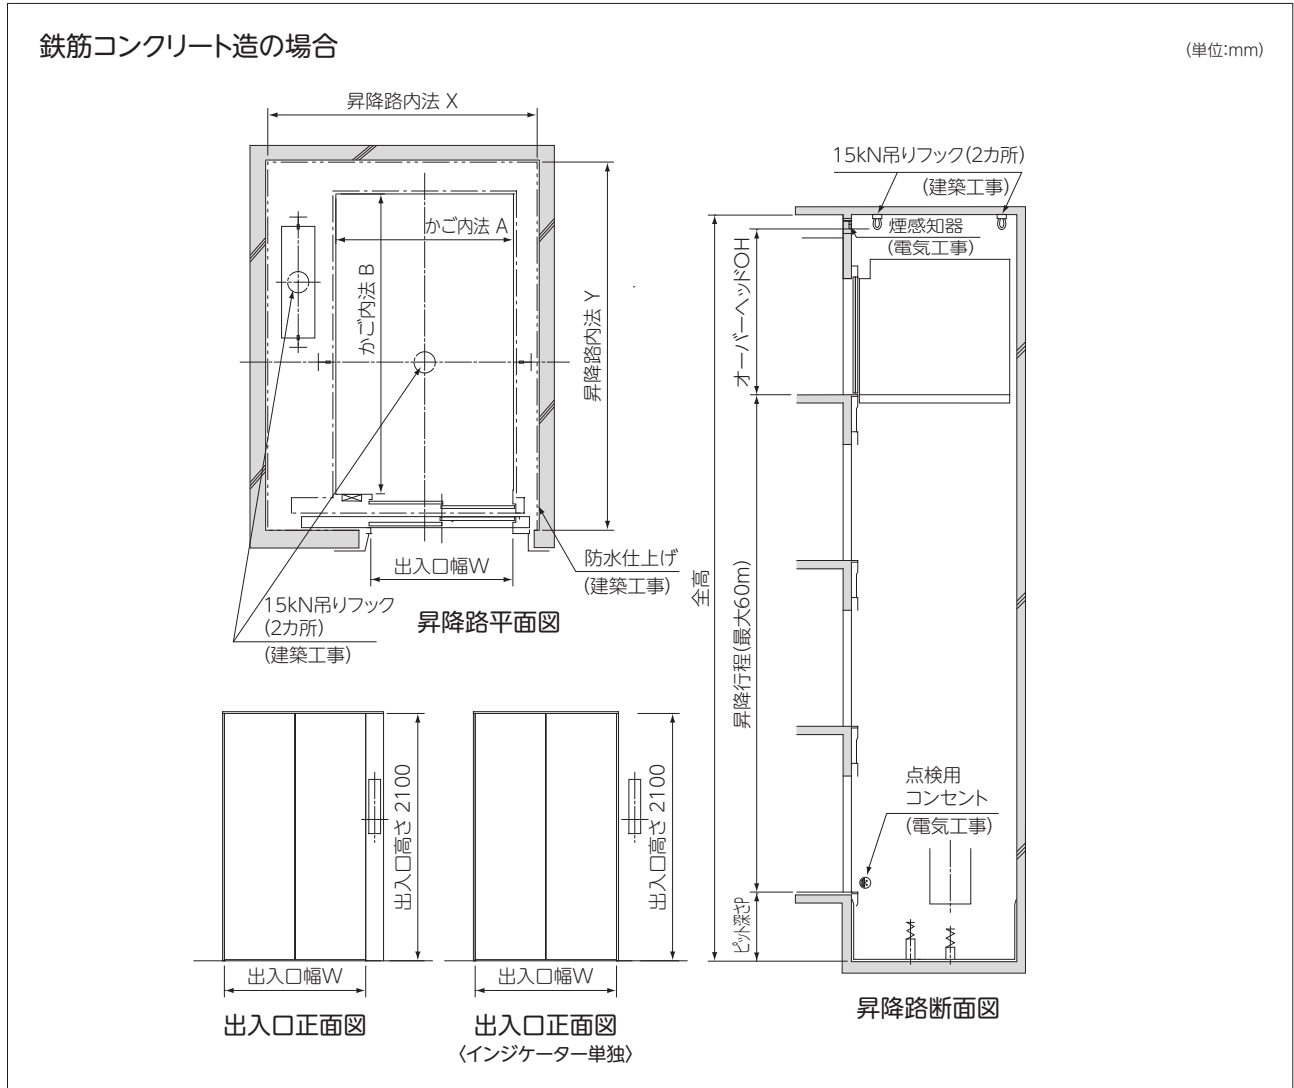 鉄筋コンクリート造の場合
(単位:mm)
昇降路内法 X
かご内法 A
かご内法 B
昇降路内法 Y
出入口幅W
防水仕上げ
(建築工事)
15kN吊りフック
(2カ所)
(建築工事)
昇降路平面図
15kN吊りフック(2カ所)
(建築工事)
煙感知器
(電気工事)
オーバーヘッドOH
全高
昇降行程(最大60m)
点検用
コンセント
(電気工事)
ピット深さP
昇降路断面図
出入口高さ 2100
出入口幅W
出入口正面図
出入口高さ 2100
出入口幅W
出入口正面図
〈インジケーター単独〉